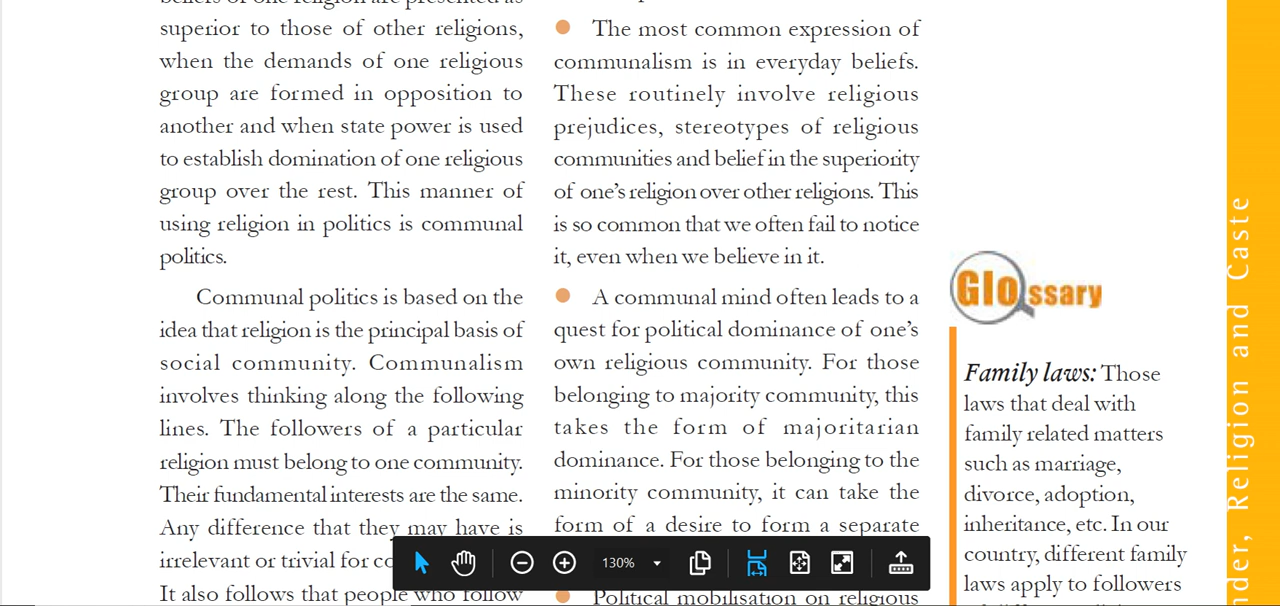 beliefs of one religion are presented as
superior to those of other religions,
when the demands of one religious
group are formed in opposition to
another and when state power is used
to establish domination of one religious
group over the rest. This manner of
using religion in politics is communal
politics.
Communal politics is based on the
idea that religion is the principal basis of
social community. Communalism
involves thinking along the following
lines. The followers of a particular
religion must belong to one community.
Their fundamental interests are the same.
Any difference that they may have is
irrelevant or trivial for co
It also follows that people who follow
The most common expression of
communalism is in everyday beliefs.
These routinely involve religious
prejudices, stereotypes of religious
communities and belief in the superiority
of one’s religion over other religions. This
is so common that we often fail to notice
it, even when we believe in it.
A communal mind often leads to a
quest for political dominance of one’s
own religious community. For those
belonging to majority community, this
takes the form of majoritarian
dominance. For those belonging to the
minority community, it can take the
form of a desire to form a separate
Political mobilisation on religious
Glossary
Family laws: Those
laws that deal with
family related matters
such as marriage,
divorce, adoption,
inheritance, etc. In our
country, different family
laws apply to followers
nder, Religion and Caste
130%